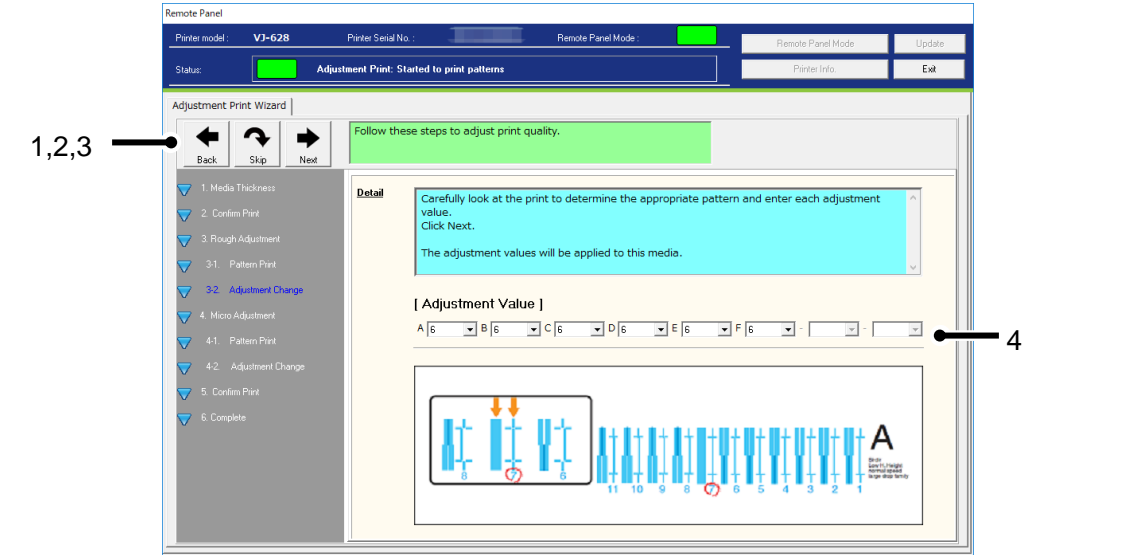 Remote Panel
Printer model : VJ-628 Printer Serial No. : Remote Panel Mode :
Remote Panel Mode Update
Status: Adjustment Print: Started to print patterns
Printer Info. Exit
Adjustment Print Wizard
1,2,3
Back Skip Next
Follow these steps to adjust print quality.
1. Media Thickness
2. Confirm Print
3. Rough Adjustment
3-1. Pattern Print
3-2. Adjustment Change
4. Micro Adjustment
4-1. Pattern Print
4-2. Adjustment Change
5. Confirm Print
6. Complete
Detail
Carefully look at the print to determine the appropriate pattern and enter each adjustment
value.
Click Next.
The adjustment values will be applied to this media.
[ Adjustment Value ]
A 6 B 6 C 6 D 6 E 6 F 6 - -
4
8 7 6
11 10 9 8 7 6 5 4 3 2 1
A
normal speed
large drop family